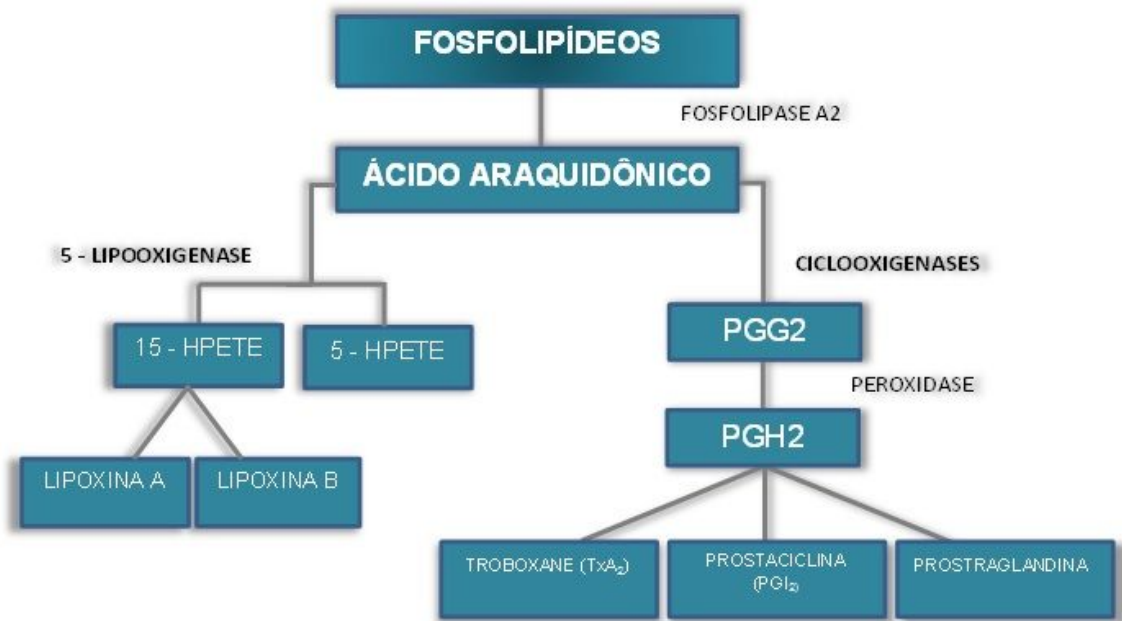 FOSFOLIPÍDEOS
FOSFOLIPASE A2
ÁCIDO ARAQUIDÔNICO
5 - LIPOOXIGENASE
CICLOOXIGENASES
15 - HPETE
5 - HPETE
PGG2
PEROXIDASE
PGH2
LIPOXINA A
LIPOXINA B
TROBOXANE (TxA₂)
PROSTACICLINA
(PGI₂)
PROSTRAGLANDINA